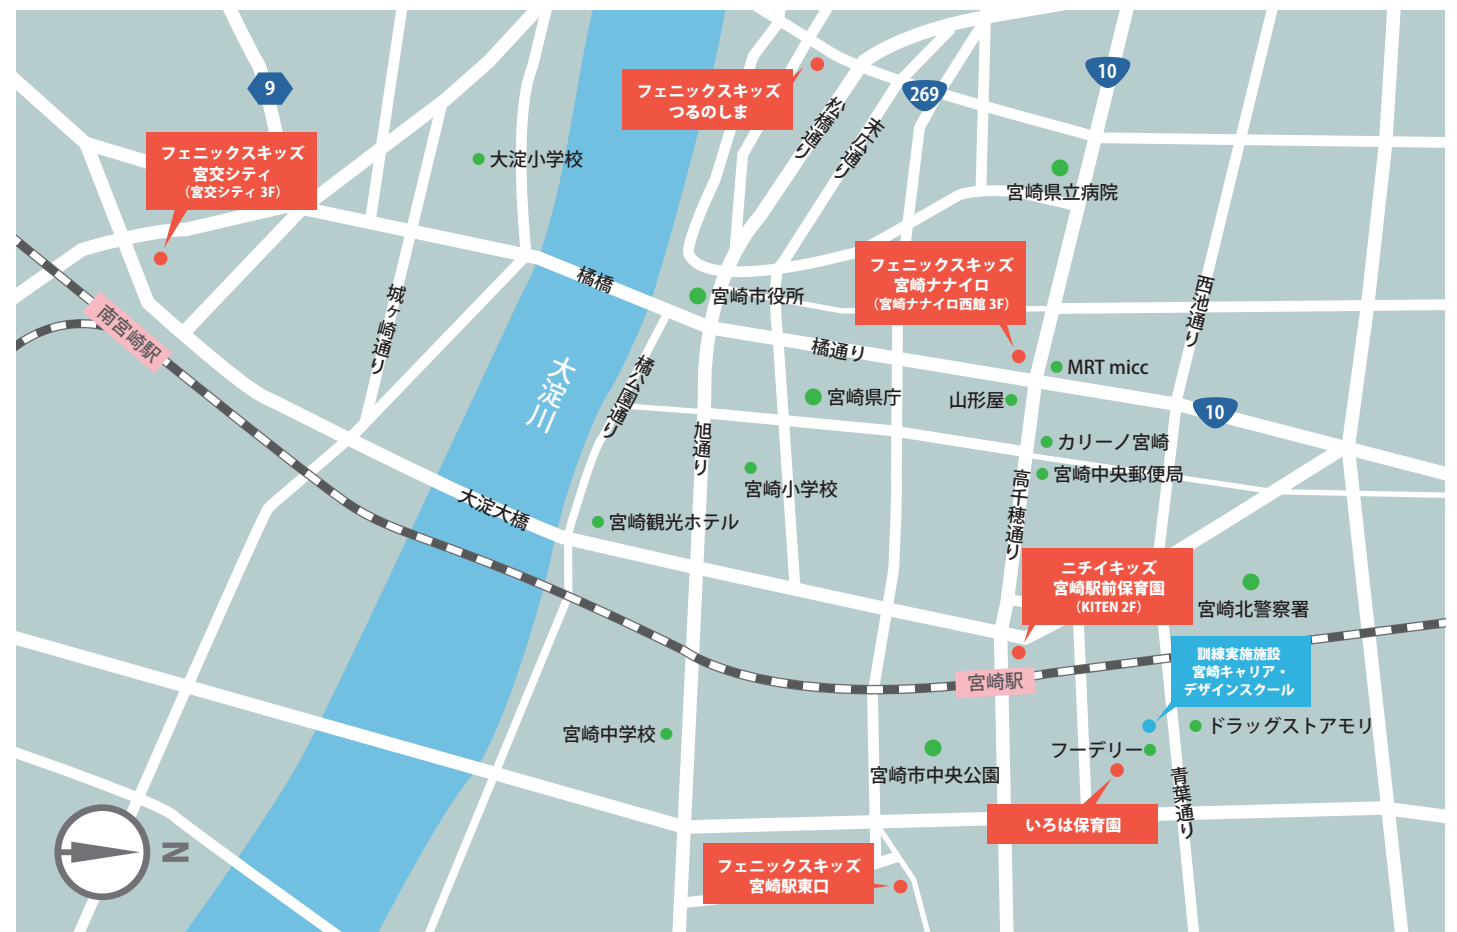 9
フェニックスキッズ
宮交シティ
（宮交シティ 3F）
大淀小学校
フェニックスキッズ
つるのしま
松橋通り
末広通り
269
10
宮崎県立病院
フェニックスキッズ
宮崎ナナイロ
（宮崎ナナイロ西館 3F）
橘橋
宮崎市役所
城ヶ崎通り
南宮崎駅
西池通り
橘通り
MRT micc
大淀川
橘公園通り
宮崎県庁
山形屋
10
旭通り
カリーノ宮崎
宮崎中央郵便局
宮崎小学校
高千穂通り
大淀大橋
宮崎観光ホテル
ニチイキッズ
宮崎駅前保育園
（KITEN 2F）
宮崎北警察署
訓練実施施設
宮崎キャリア・
デザインスクール
宮崎駅
宮崎中学校
ドラッグストアモリ
フーデリー
宮崎市中央公園
青葉通り
いろは保育園
フェニックスキッズ
宮崎駅東口
N